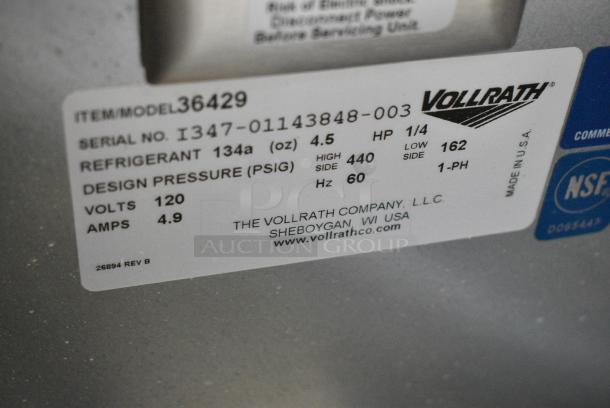 Risk of Electric Shock.
Disconnect Power
Before Servicing Unit.
ITEM/MODEL 36429
VOLLRATH®
SERIAL NO. I347-01143848-003
REFRIGERANT 134a (oz) 4.5 HP 1/4
DESIGN PRESSURE (PSIG) HIGH SIDE 440 LOW SIDE 162
VOLTS 120 Hz 60 1-PH
AMPS 4.9
THE VOLLRATH COMPANY, L.L.C.
SHEBOYGAN, WI USA
www.vollrathco.com
26894 REV B
MADE IN U.S.A.
PCI
AUCTION GROUP
COMME
NSF